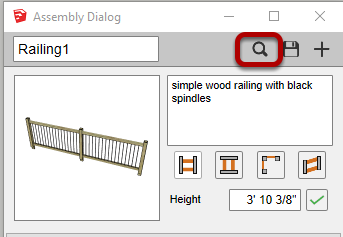 Assembly Dialog
Railing1
simple wood railing with black
spindles
Height
3' 10 3/8"